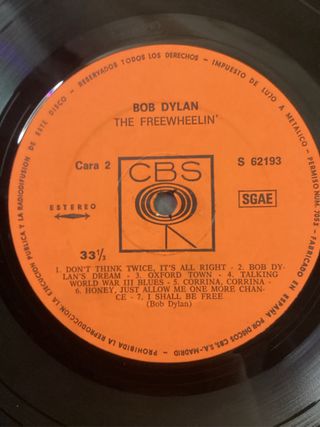 RESERVADOS TODOS LOS DERECHOS - IMPUESTO DE LUJO A METALICO - PERMISO NUM. 7053 - FABRICADO EN ESPAÑA POR DISCOS CBS, S.A. - MADRID - PROHIBIDA LA REPRODUCCION, LA EJECUCION PUBLICA Y LA RADIODIFUSION DE ESTE DISCO -
BOB DYLAN
THE FREEWHEELIN'
Cara 2
CBS
S 62193
ESTEREO
SGAE
33⅓
1. DON'T THINK TWICE, IT'S ALL RIGHT - 2. BOB DY-
LAN'S DREAM - 3. OXFORD TOWN - 4. TALKING
WORLD WAR III BLUES - 5. CORRINA, CORRINA -
6. HONEY, JUST ALLOW ME ONE MORE CHAN-
CE - 7. I SHALL BE FREE
(Bob Dylan)